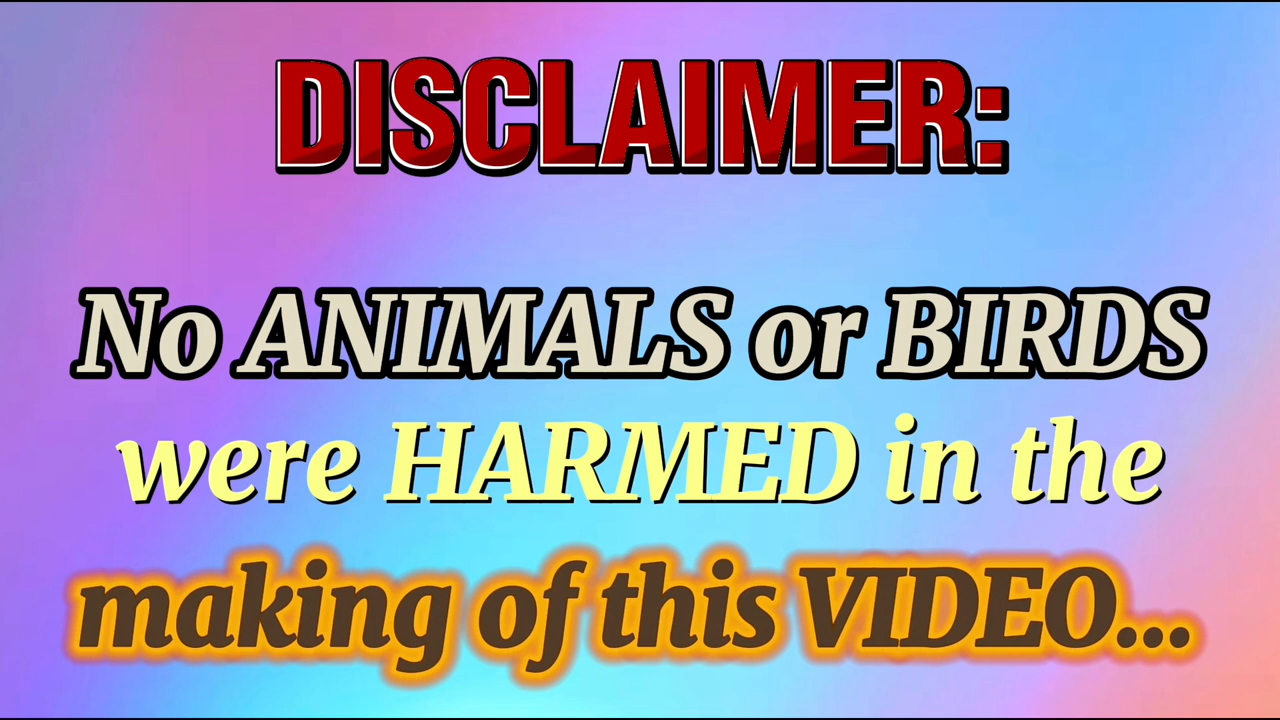 DISCLAIMER:
No ANIMALS or BIRDS
were HARMED in the
making of this VIDEO...